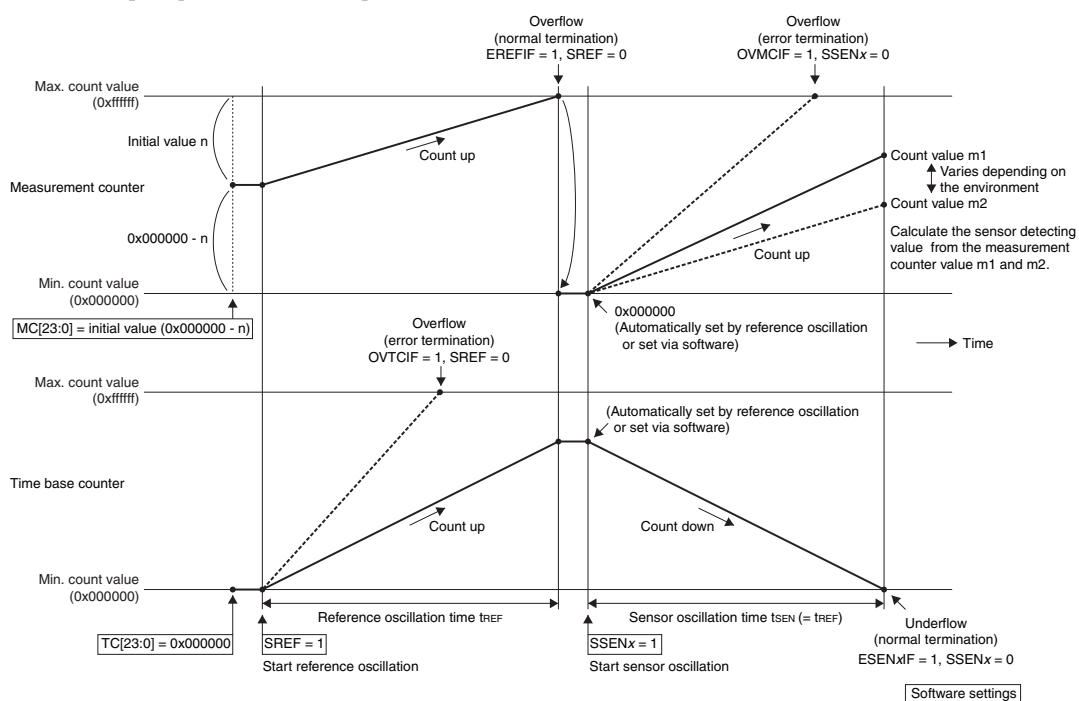 Overflow
(normal termination)
EREFIF = 1, SREF = 0
Overflow
(error termination)
OVMCIF = 1, SSENx = 0
Max. count value
(0xffffff)
Initial value n
Count up
Measurement counter
0x000000 - n
Count value m1
Varies depending on
the environment
Count value m2
Calculate the sensor detecting
value from the measurement
counter value m1 and m2.
Count up
Min. count value
(0x000000)
MC[23:0] = initial value (0x000000 - n)
0x000000
(Automatically set by reference oscillation
or set via software)
Overflow
(error termination)
OVTCIF = 1, SREF = 0
Time
Max. count value
(0xffffff)
(Automatically set by reference oscillation
or set via software)
Time base counter
Count up
Count down
Min. count value
(0x000000)
Reference oscillation time tREF
Sensor oscillation time tSEN (= tREF)
TC[23:0] = 0x000000
SREF = 1
Start reference oscillation
SSENx = 1
Start sensor oscillation
Underflow
(normal termination)
ESENxIF = 1, SSENx = 0
Software settings